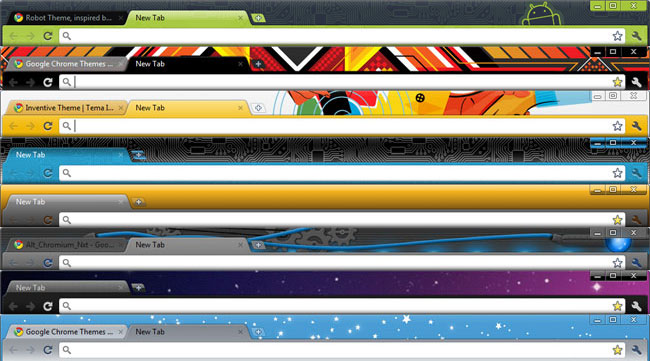 Robot Theme, inspired b... New Tab
Google Chrome Themes New Tab
Inventive Theme | Tema I... New Tab
New Tab
New Tab
Alt_Chromium_Nxt - Goo... New Tab
New Tab
Google Chrome Themes ... New Tab